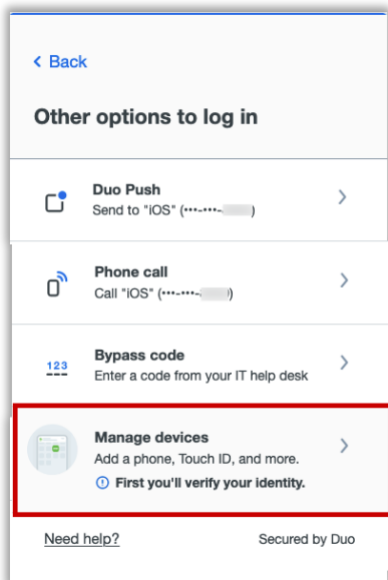 Back
Other options to log in
Duo Push
Send to "iOS" (•••-•••-
)
Phone call
Call "iOS" (•••-•••-
)
123
Bypass code
Enter a code from your IT help desk
Manage devices
Add a phone, Touch ID, and more.
First you'll verify your identity.
Need help?
Secured by Duo